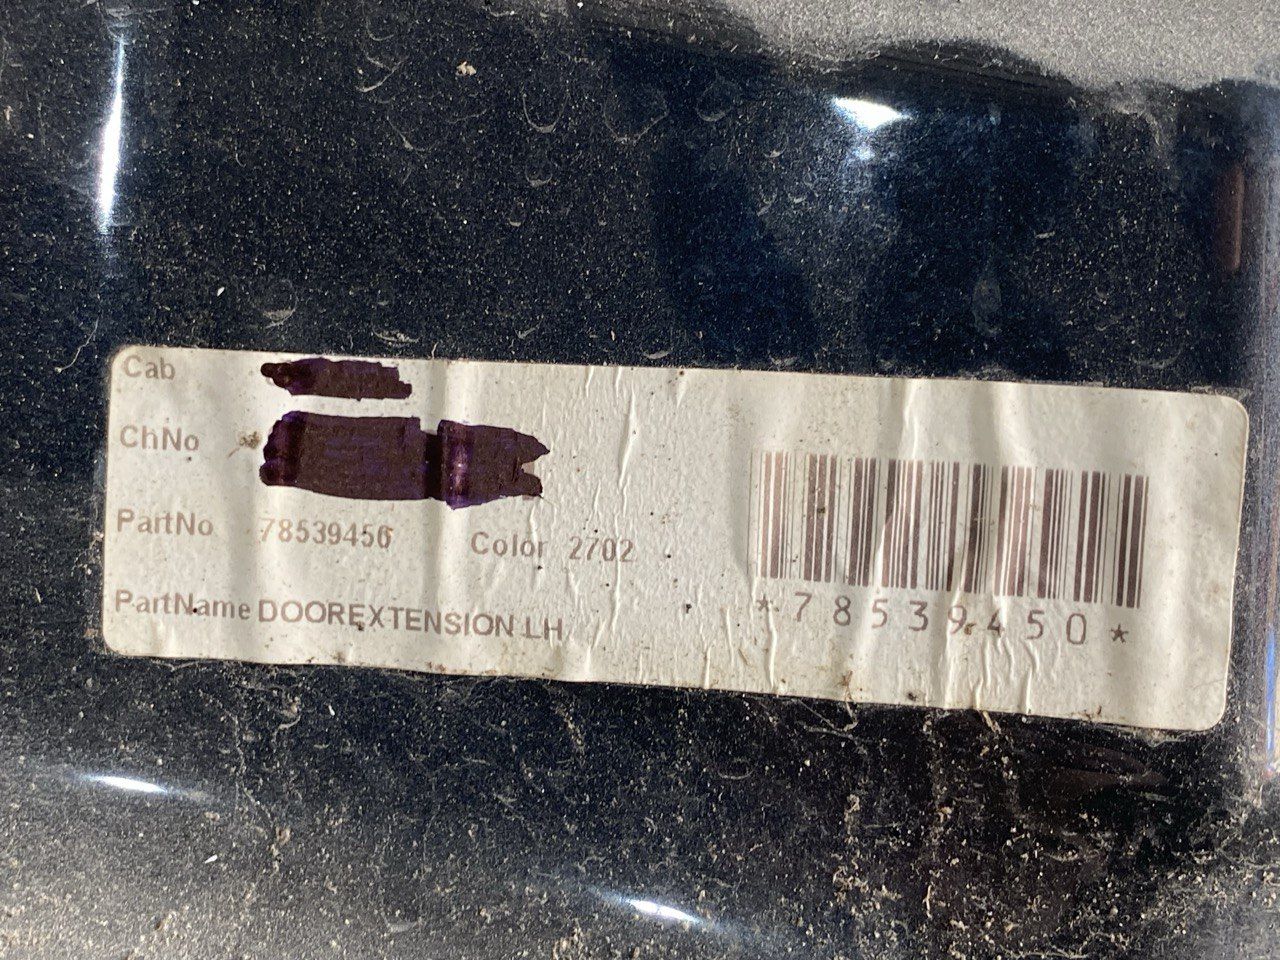 Cab
ChNo
PartNo 78539450 Color 2702
PartName DOOREXTENSION LH
*78539450*